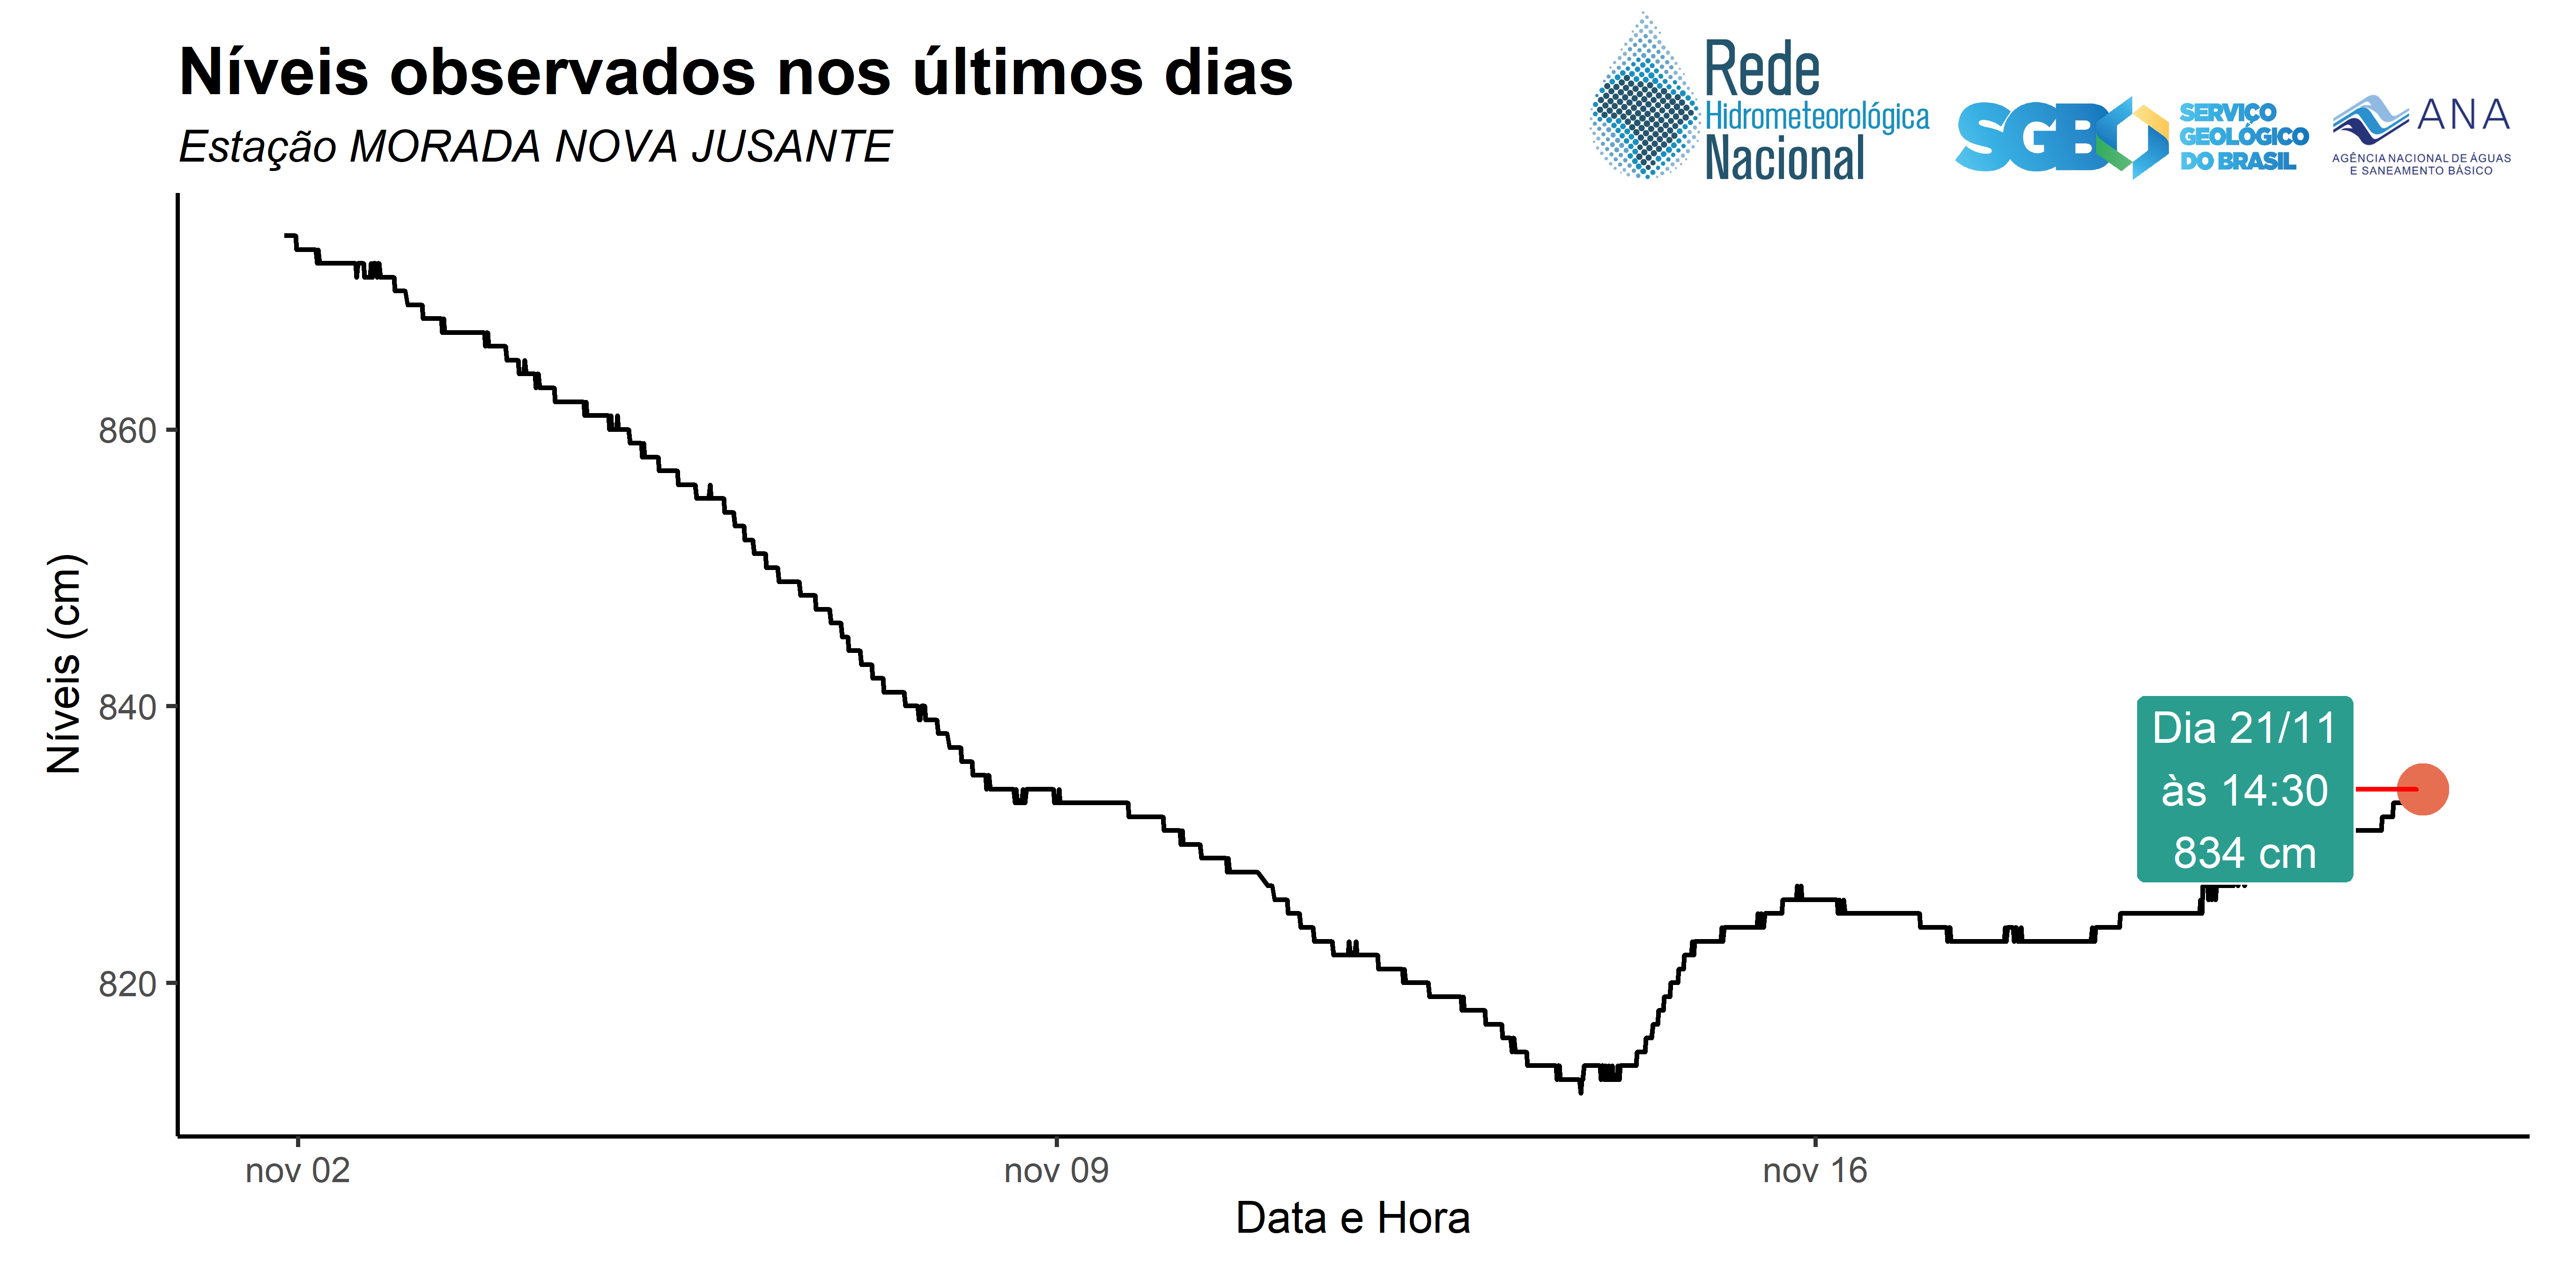 Níveis observados nos últimos dias
Estação MORADA NOVA JUSANTE
Rede
Hidrometeorológica
Nacional
SGB
SERVIÇO
GEOLÓGICO
DO BRASIL
ANA
AGÊNCIA NACIONAL DE ÁGUAS
E SANEAMENTO BÁSICO
Níveis (cm)
860
840
820
Dia 21/11
às 14:30
834 cm
nov 02
nov 09
nov 16
Data e Hora